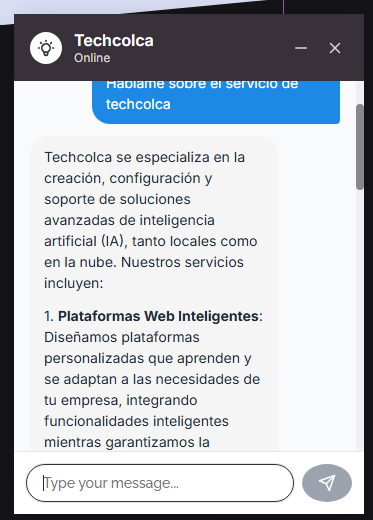 Techcolca
Online
Háblame sobre el servicio de
techcolca
Techcolca se especializa en la
creación, configuración y
soporte de soluciones
avanzadas de inteligencia
artificial (IA), tanto locales como
en la nube. Nuestros servicios
incluyen:
1. Plataformas Web Inteligentes:
Diseñamos plataformas
personalizadas que aprenden y
se adaptan a las necesidades de
tu empresa, integrando
funcionalidades inteligentes
mientras garantizamos la
Type your message...